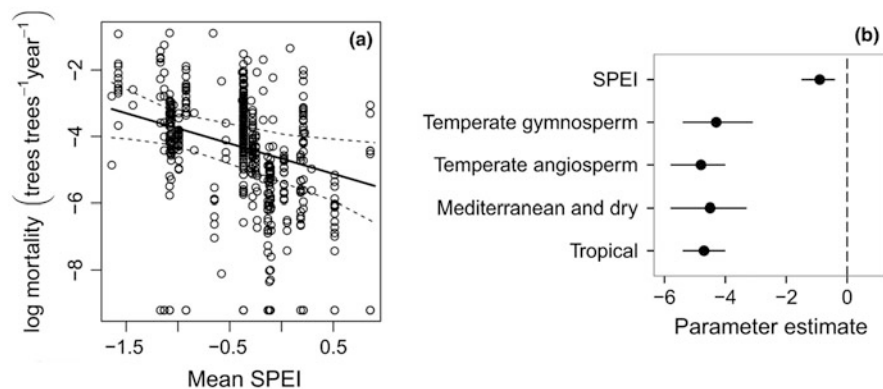 (a)
log mortality (trees trees⁻¹ year⁻¹)
−2
−4
−6
−8
−1.5
−0.5
0.5
Mean SPEI
(b)
SPEI
Temperate gymnosperm
Temperate angiosperm
Mediterranean and dry
Tropical
−6
−4
−2
0
Parameter estimate